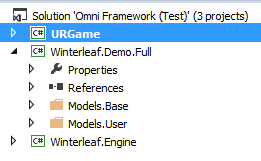 Solution 'Omni Framework (Test)' (3 projects)
C# URGame
C# Winterleaf.Demo.Full
Properties
References
Models.Base
Models.User
C# Winterleaf.Engine